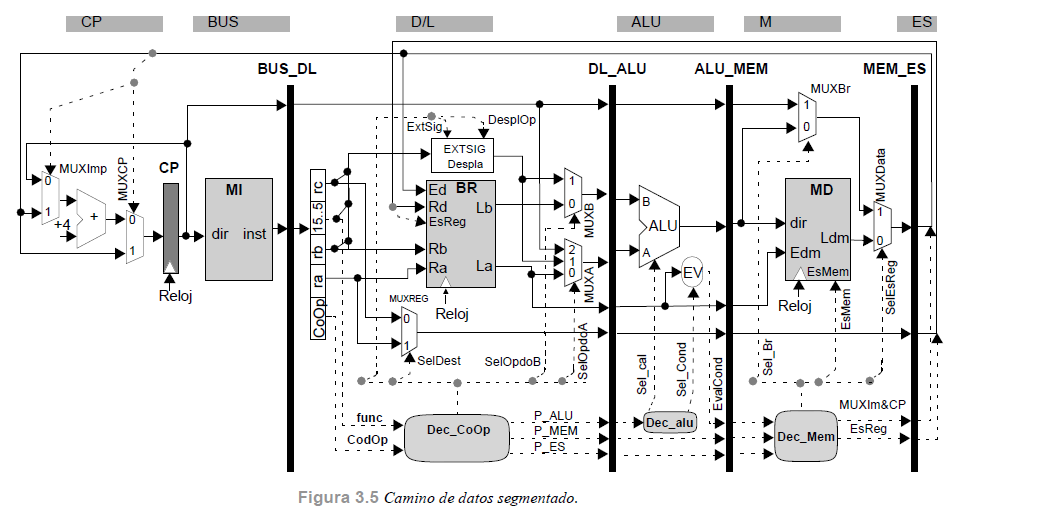 CP BUS D/L ALU M ES
BUS_DL DL_ALU ALU_MEM MEM_ES
MUXBr
1
0
ExtSig DesplOp
EXTSIG
Despla
MUXImp
0
1
+4
+
MUXCP
0
1
CP
Reloj
MI
dir inst
rc
15..5
rb
ra
CoOp
BR
Ed
Rd
EsReg
Rb
Ra
Lb
La
Reloj
MUXREG
0
1
SelDest
1
0
MUXB
2
1
0
MUXA
SelOpdoB
SelOpdoA
B
ALU
A
EV
Sel_cal
Sel_Cond
EvalCond
Sel_Br
MD
dir
Ldm
Edm
EsMem
Reloj
EsMem
MUXData
1
0
SelEsReg
func
CodOp
Dec_CoOp
P_ALU
P_MEM
P_ES
Dec_alu
Dec_Mem
MUXIm&CP
EsReg
Figura 3.5 Camino de datos segmentado.